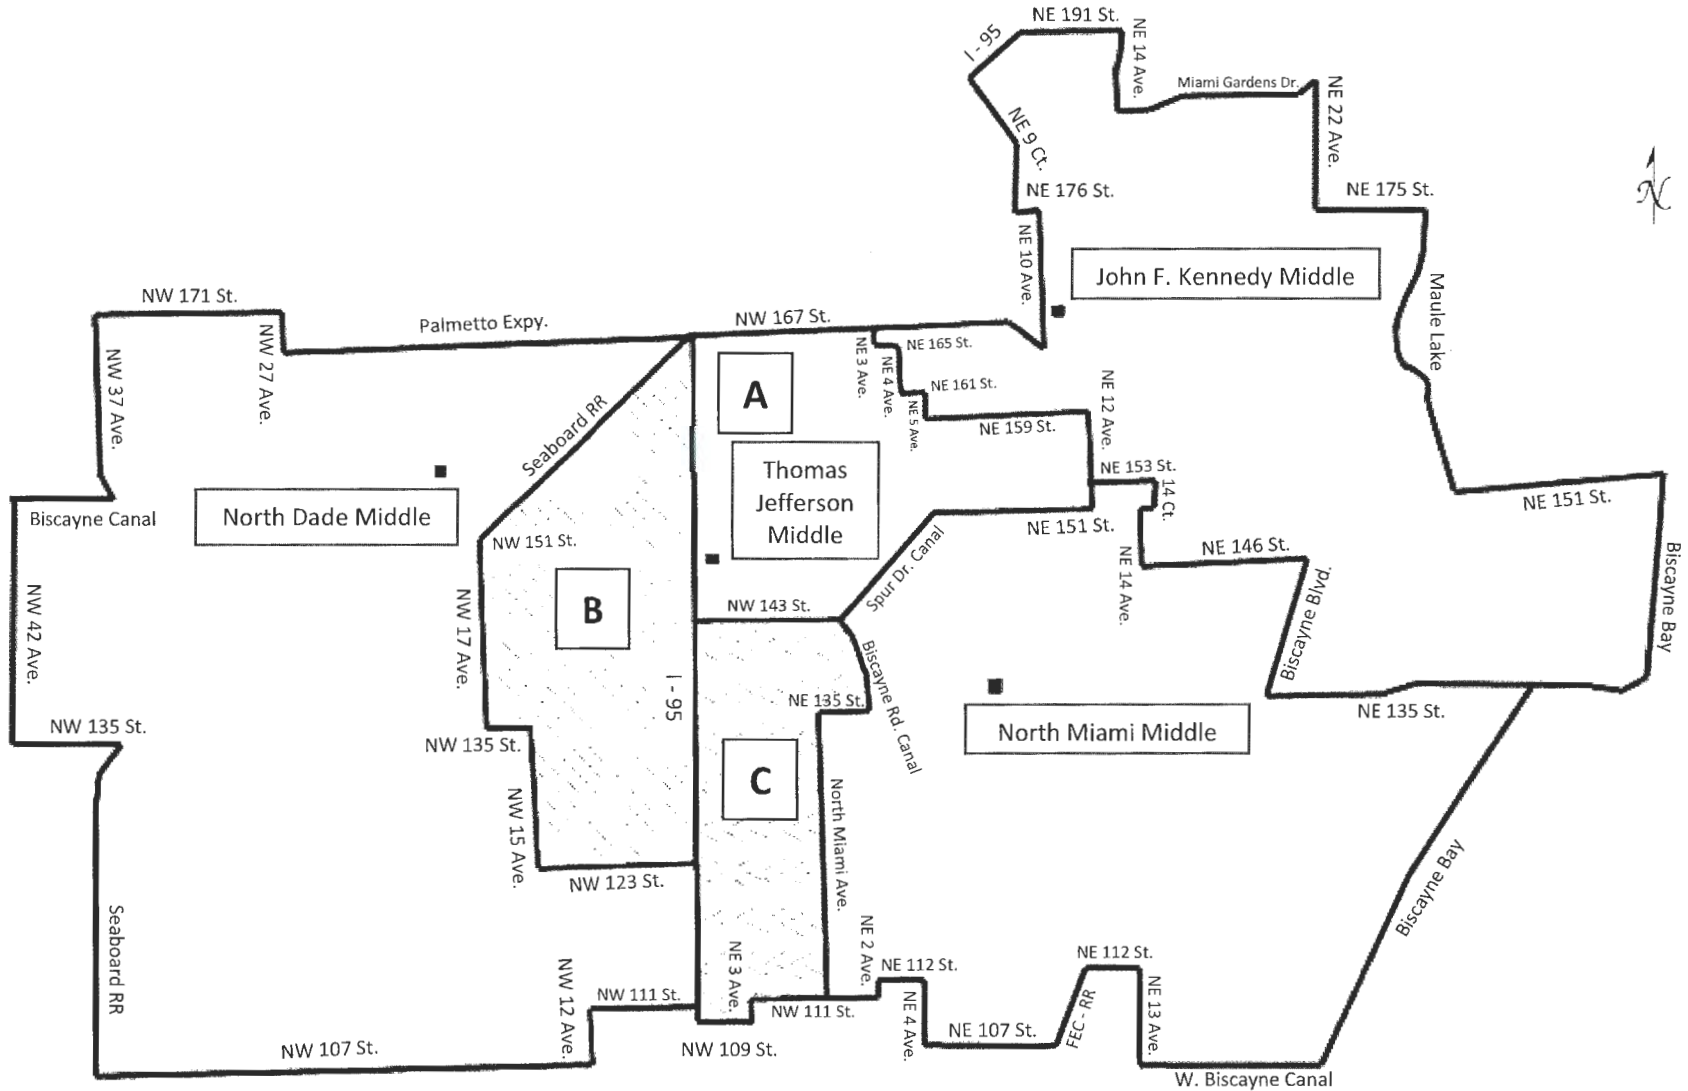 NE 191 St.
I - 95
NE 14 Ave.
Miami Gardens Dr.
NE 22 Ave.
NE 9 Ct.
NE 176 St.
NE 175 St.
N
NE 10 Ave.
John F. Kennedy Middle
Maule Lake
NW 171 St.
Palmetto Expy.
NW 167 St.
NW 27 Ave.
NW 37 Ave.
NE 3 Ave.
NE 165 St.
NE 4 Ave.
A
NE 161 St.
NE 5 Ave.
NE 12 Ave.
NE 159 St.
Seaboard RR
Thomas
Jefferson
Middle
NE 153 St.
14 Ct.
NE 151 St.
Biscayne Canal
North Dade Middle
NW 151 St.
NE 151 St.
Spur Dr. Canal
NE 146 St.
NE 14 Ave.
Biscayne Bay
NW 42 Ave.
NW 17 Ave.
B
NW 143 St.
Biscayne Blvd.
Biscayne Rd. Canal
I - 95
NE 135 St.
NE 135 St.
NW 135 St.
NW 135 St.
North Miami Middle
C
NW 15 Ave.
North Miami Ave.
NW 123 St.
Biscayne Bay
Seaboard RR
NE 3 Ave.
NE 2 Ave.
NE 112 St.
NE 112 St.
NW 12 Ave.
NW 111 St.
NW 111 St.
NE 4 Ave.
NE 107 St.
FEC - RR
NE 13 Ave.
NW 107 St.
NW 109 St.
W. Biscayne Canal